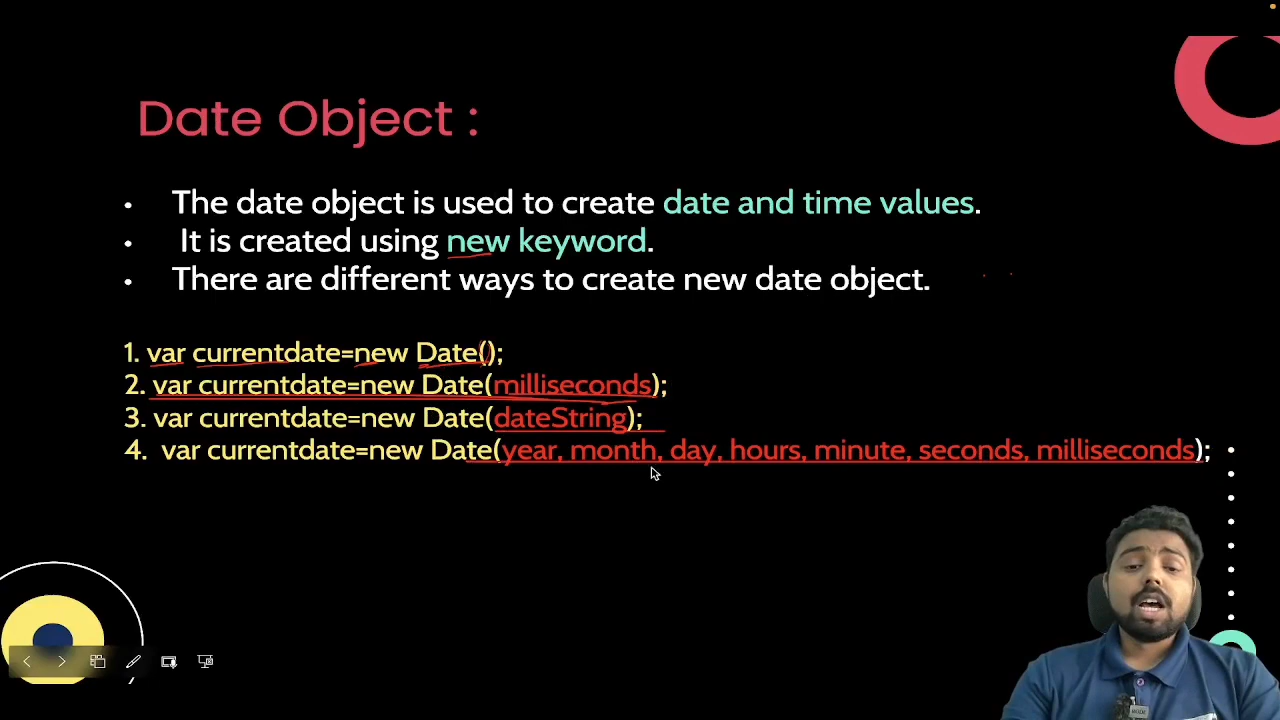 Date Object :
• The date object is used to create date and time values.
• It is created using new keyword.
• There are different ways to create new date object.
1. var currentdate=new Date();
2. var currentdate=new Date(milliseconds);
3. var currentdate=new Date(dateString);
4. var currentdate=new Date(year, month, day, hours, minute, seconds, milliseconds);